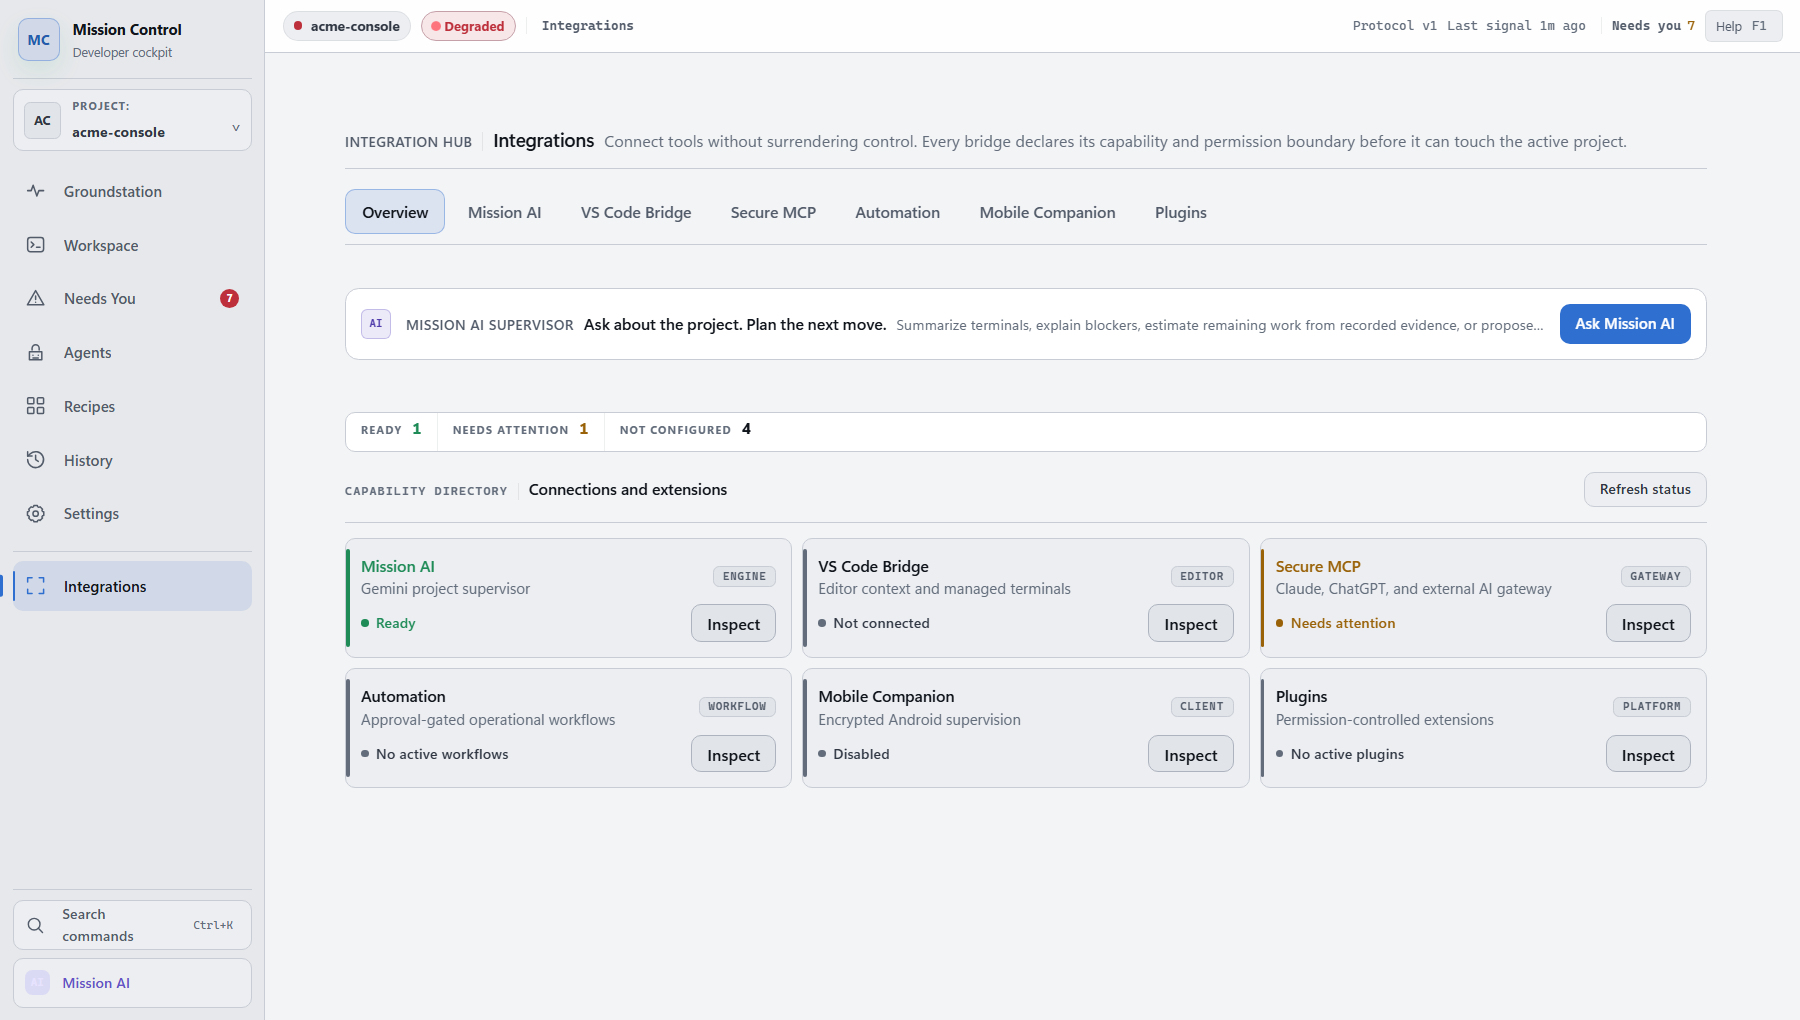 MC
Mission Control
Developer cockpit
AC
PROJECT:
acme-console
Groundstation
Workspace
Needs You 7
Agents
Recipes
History
Settings
Integrations
Search commands Ctrl+K
AI Mission AI
acme-console Degraded Integrations
Protocol v1 Last signal 1m ago Needs you 7 Help F1
INTEGRATION HUB Integrations Connect tools without surrendering control. Every bridge declares its capability and permission boundary before it can touch the active project.
Overview Mission AI VS Code Bridge Secure MCP Automation Mobile Companion Plugins
AI MISSION AI SUPERVISOR Ask about the project. Plan the next move. Summarize terminals, explain blockers, estimate remaining work from recorded evidence, or propose... Ask Mission AI
READY 1 NEEDS ATTENTION 1 NOT CONFIGURED 4
CAPABILITY DIRECTORY Connections and extensions Refresh status
Mission AI
Gemini project supervisor
ENGINE
Ready
Inspect
VS Code Bridge
Editor context and managed terminals
EDITOR
Not connected
Inspect
Secure MCP
Claude, ChatGPT, and external AI gateway
GATEWAY
Needs attention
Inspect
Automation
Approval-gated operational workflows
WORKFLOW
No active workflows
Inspect
Mobile Companion
Encrypted Android supervision
CLIENT
Disabled
Inspect
Plugins
Permission-controlled extensions
PLATFORM
No active plugins
Inspect